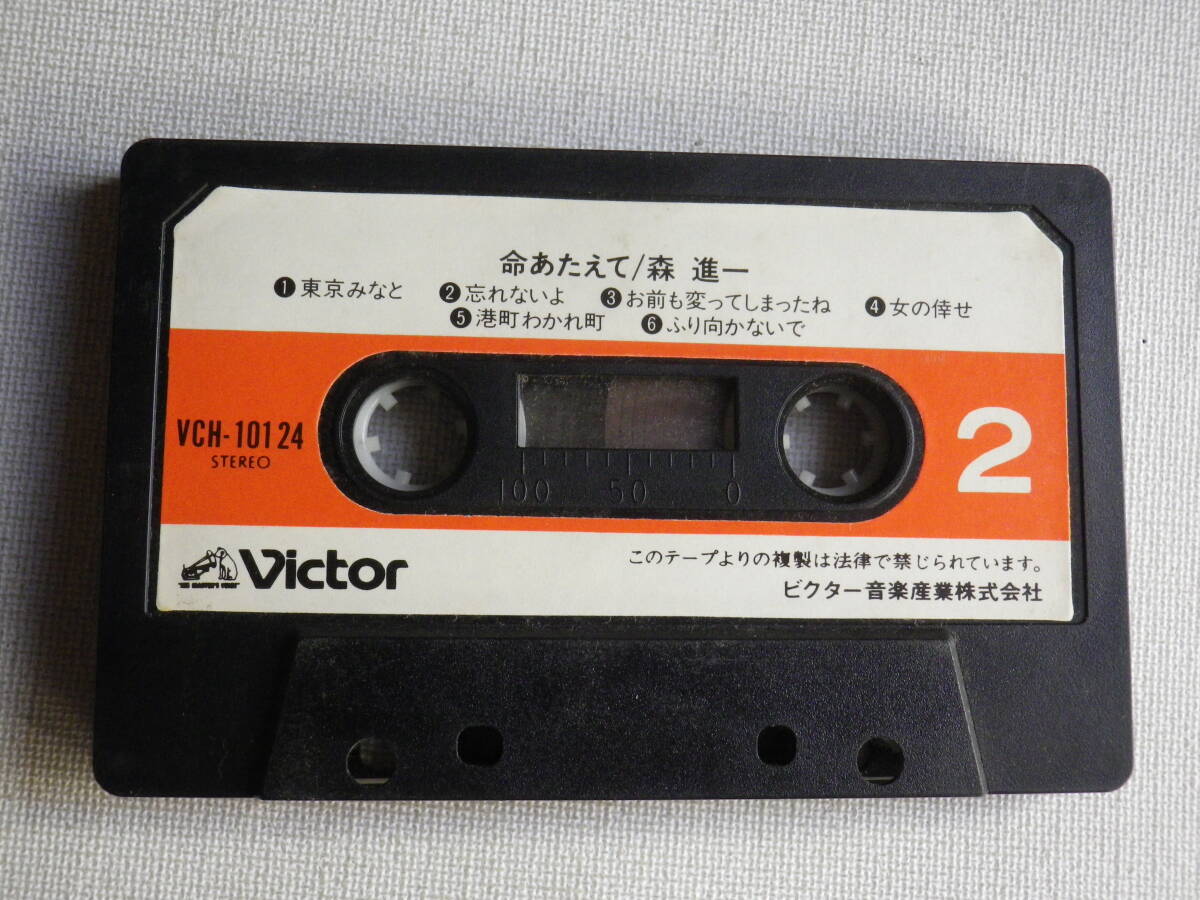 命あたえて/森 進一
❶東京みなと ❷忘れないよ ❸お前も変ってしまったね ❹女の倖せ
❺港町わかれ町 ❻ふり向かないで
VCH-10124
STEREO
2
100 50 0
Victor
"HIS MASTER'S VOICE"
このテープよりの複製は法律で禁じられています。
ビクター音楽産業株式会社